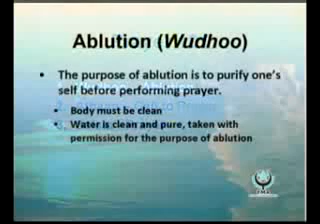 Ablution (Wudhoo)
• The purpose of ablution is to purify one's
self before performing prayer.
• Body must be clean
• Water is clean and pure, taken with
permission for the purpose of ablution